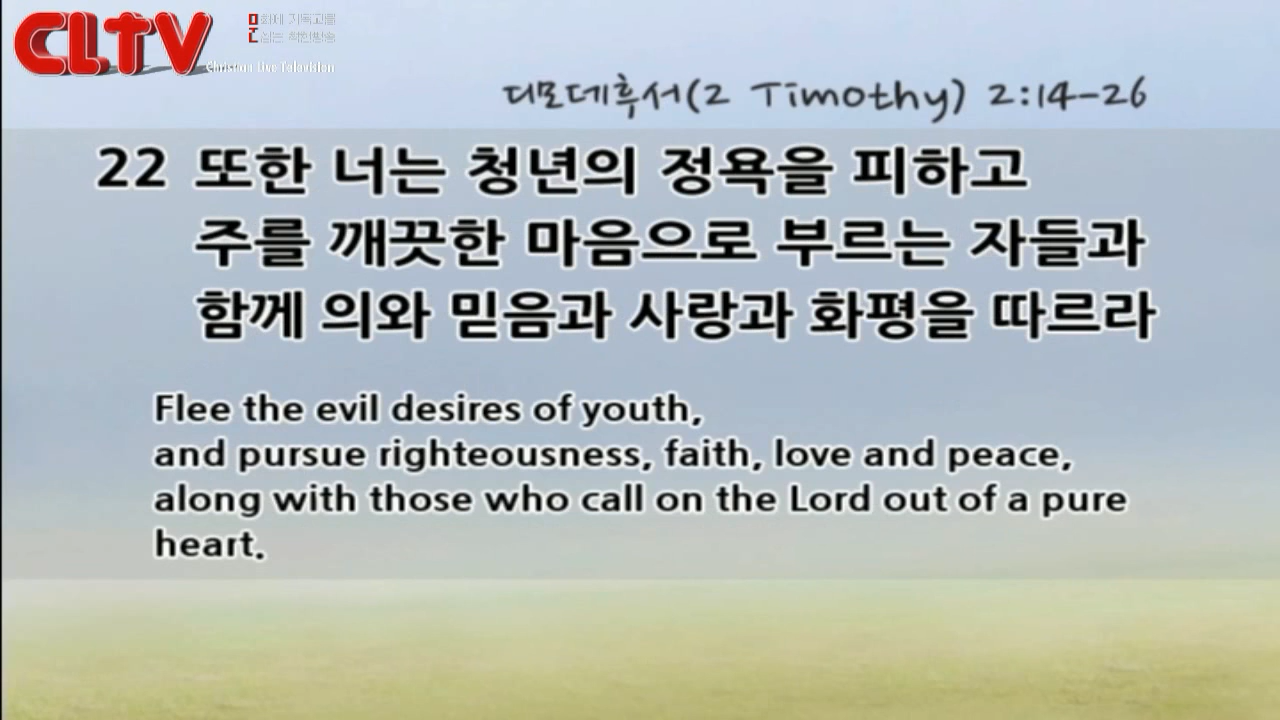 CLTV
Christian Live Television
디모데후서(2 Timothy) 2:14-26
22 또한 너는 청년의 정욕을 피하고
주를 깨끗한 마음으로 부르는 자들과
함께 의와 믿음과 사랑과 화평을 따르라
Flee the evil desires of youth,
and pursue righteousness, faith, love and peace,
along with those who call on the Lord out of a pure
heart.